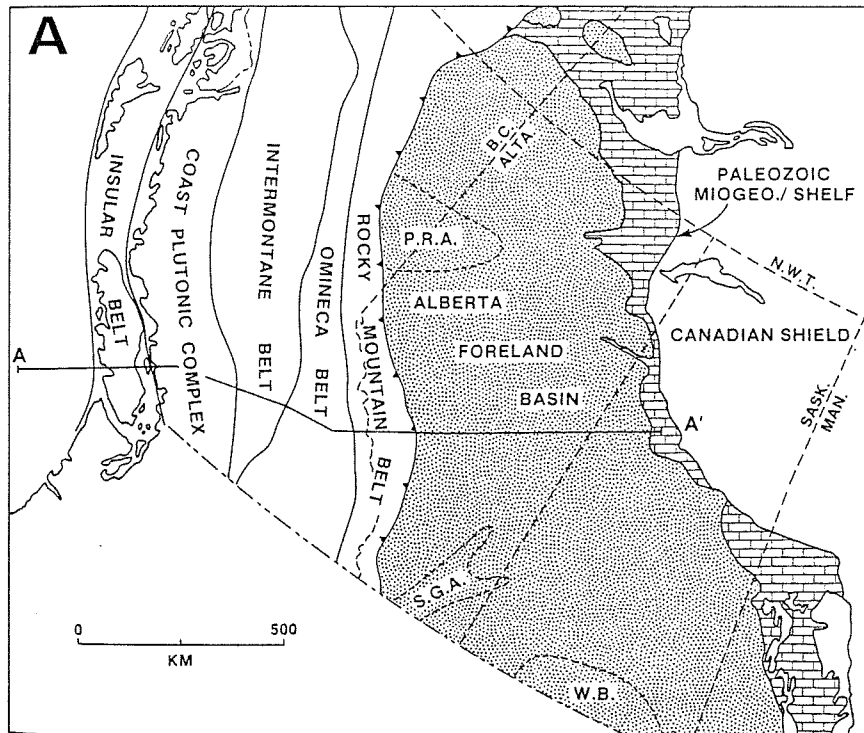 A
INSULAR
BELT
COAST PLUTONIC COMPLEX
INTERMONTANE BELT
OMINECA BELT
ROCKY
MOUNTAIN
BELT
B.C.
ALTA
P.R.A.
ALBERTA
FORELAND
BASIN
PALEOZOIC
MIOGEO./ SHELF
N.W.T.
CANADIAN SHIELD
SASK.
MAN.
A
A'
S.G.A.
W.B.
0 500
KM